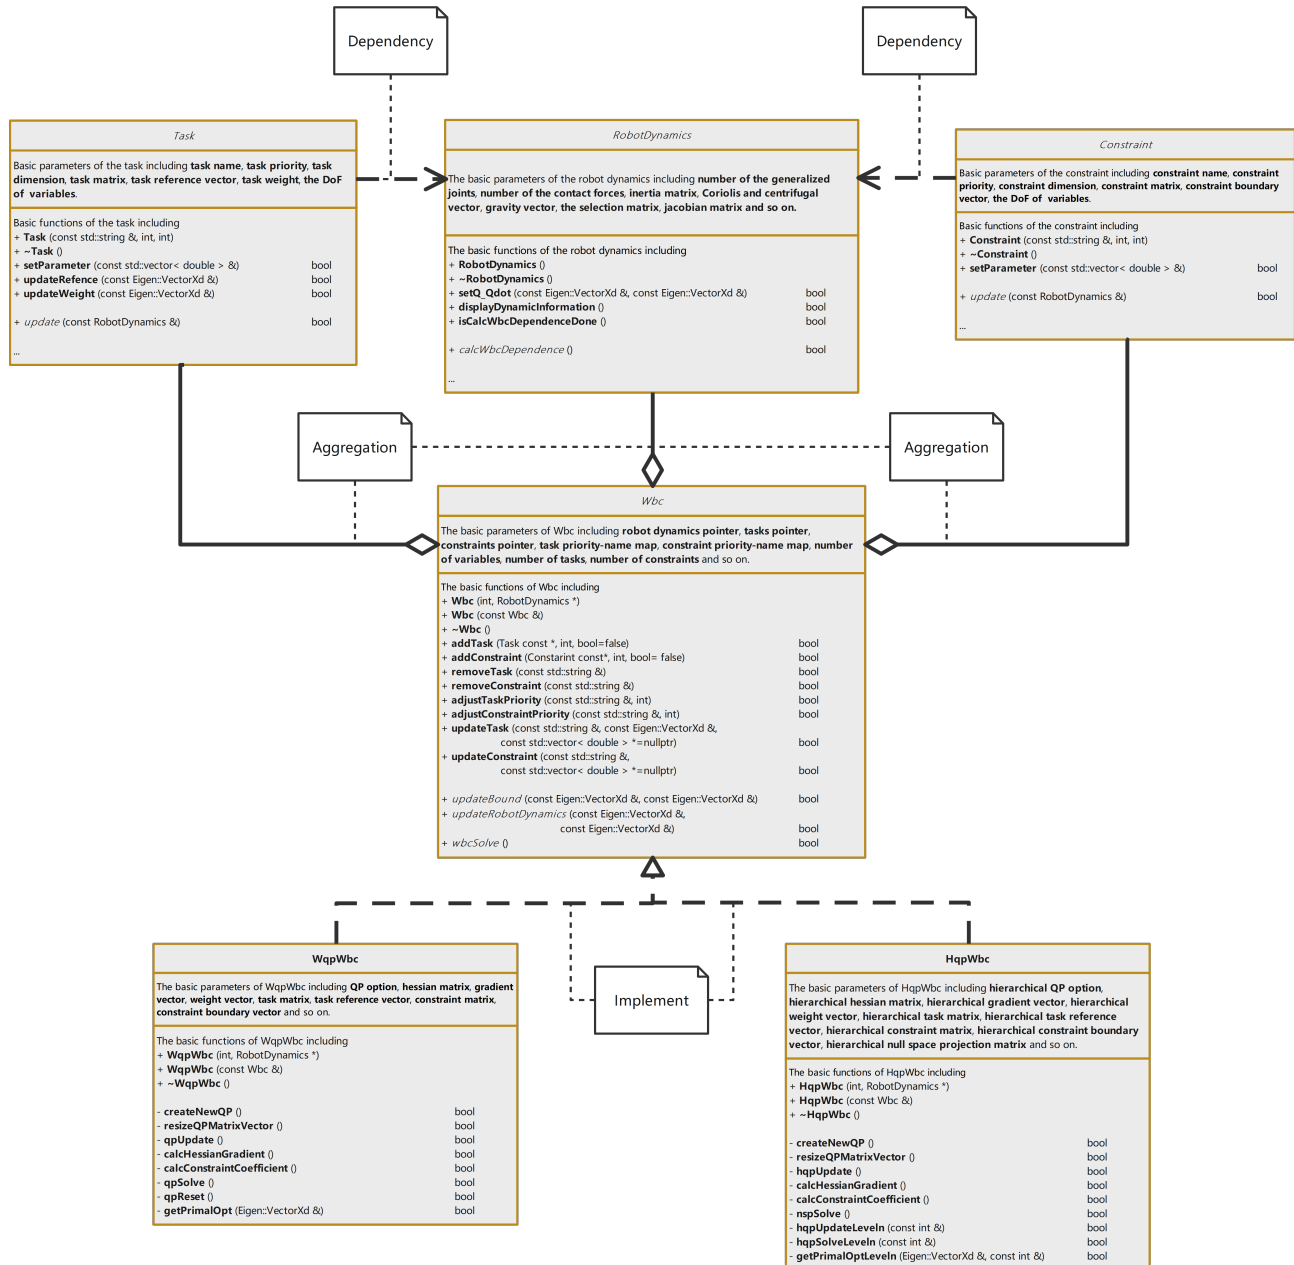 Dependency
Dependency
Task
Basic parameters of the task including task name, task priority, task
dimension, task matrix, task reference vector, task weight, the DoF
of variables.
Basic functions of the task including
+ Task (const std::string &, int, int)
+ ~Task ()
+ setParameter (const std::vector< double > &) bool
+ updateRefence (const Eigen::VectorXd &) bool
+ updateWeight (const Eigen::VectorXd &) bool
+ update (const RobotDynamics &) bool
...
RobotDynamics
The basic parameters of the robot dynamics including number of the generalized
joints, number of the contact forces, inertia matrix, Coriolis and centrifugal
vector, gravity vector, the selection matrix, jacobian matrix and so on.
The basic functions of the robot dynamics including
+ RobotDynamics ()
+ ~RobotDynamics ()
+ setQ_Qdot (const Eigen::VectorXd &, const Eigen::VectorXd &) bool
+ displayDynamicInformation () bool
+ isCalcWbcDependenceDone () bool
+ calcWbcDependence () bool
...
Constraint
Basic parameters of the constraint including constraint name, constraint
priority, constraint dimension, constraint matrix, constraint boundary
vector, the DoF of variables.
Basic functions of the constraint including
+ Constraint (const std::string &, int, int)
+ ~Constraint ()
+ setParameter (const std::vector< double > &) bool
+ update (const RobotDynamics &) bool
...
Aggregation
Aggregation
Wbc
The basic parameters of Wbc including robot dynamics pointer, tasks pointer,
constraints pointer, task priority-name map, constraint priority-name map, number
of variables, number of tasks, number of constraints and so on.
The basic functions of Wbc including
+ Wbc (int, RobotDynamics *)
+ Wbc (const Wbc &)
+ ~Wbc ()
+ addTask (Task const *, int, bool=false) bool
+ addConstraint (Constarint const*, int, bool= false) bool
+ removeTask (const std::string &) bool
+ removeConstraint (const std::string &) bool
+ adjustTaskPriority (const std::string &, int) bool
+ adjustConstraintPriority (const std::string &, int) bool
+ updateTask (const std::string &, const Eigen::VectorXd &,
const std::vector< double > *=nullptr) bool
+ updateConstraint (const std::string &,
const std::vector< double > *=nullptr) bool
+ updateBound (const Eigen::VectorXd &, const Eigen::VectorXd &) bool
+ updateRobotDynamics (const Eigen::VectorXd &,
const Eigen::VectorXd &) bool
+ wbcSolve () bool
WqpWbc
The basic parameters of WqpWbc including QP option, hessian matrix, gradient
vector, weight vector, task matrix, task reference vector, constraint matrix,
constraint boundary vector and so on.
The basic functions of WqpWbc including
+ WqpWbc (int, RobotDynamics *)
+ WqpWbc (const Wbc &)
+ ~WqpWbc ()
- createNewQP () bool
- resizeQPMatrixVector () bool
- qpUpdate () bool
- calcHessianGradient () bool
- calcConstraintCoefficient () bool
- qpSolve () bool
- qpReset () bool
- getPrimalOpt (Eigen::VectorXd &) bool
Implement
HqpWbc
The basic parameters of HqpWbc including hierarchical QP option,
hierarchical hessian matrix, hierarchical gradient vector, hierarchical
weight vector, hierarchical task matrix, hierarchical task reference
vector, hierarchical constraint matrix, hierarchical constraint boundary
vector, hierarchical null space projection matrix and so on.
The basic functions of HqpWbc including
+ HqpWbc (int, RobotDynamics *)
+ HqpWbc (const Wbc &)
+ ~HqpWbc ()
- createNewQP () bool
- resizeQPMatrixVector () bool
- hqpUpdate () bool
- calcHessianGradient () bool
- calcConstraintCoefficient () bool
- nspSolve () bool
- hqpUpdateLeveln (const int &) bool
- hqpSolveLeveln (const int &) bool
- getPrimalOptLeveln (Eigen::VectorXd &, const int &) bool